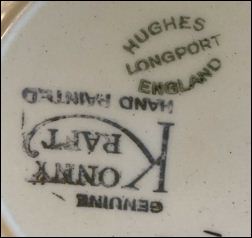 HUGHES
LONGPORT
ENGLAND
GENUINE
KONNY
KRAFT
HAND PAINTED